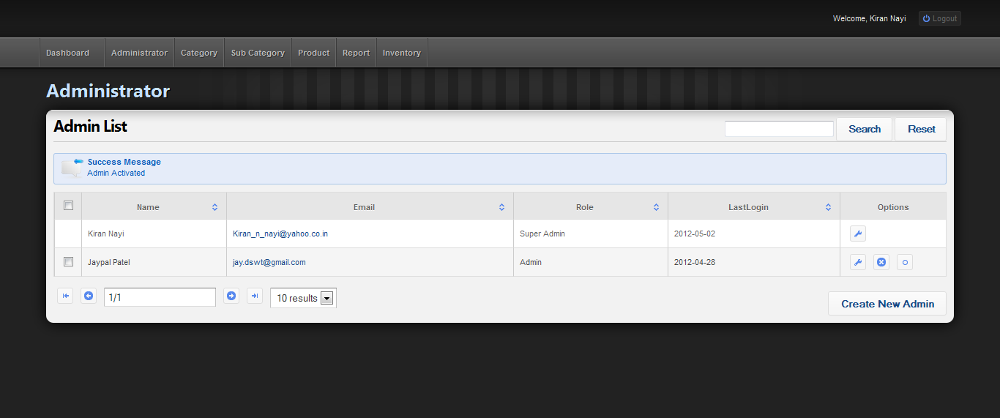 Welcome, Kiran Nayi Logout
Dashboard Administrator Category Sub Category Product Report Inventory
Administrator
Admin List Search Reset
Success Message
Admin Activated
Name Email Role LastLogin Options
Kiran Nayi Kiran_n_nayi@yahoo.co.in Super Admin 2012-05-02
Jaypal Patel jay.dswt@gmail.com Admin 2012-04-28
1/1 10 results
Create New Admin